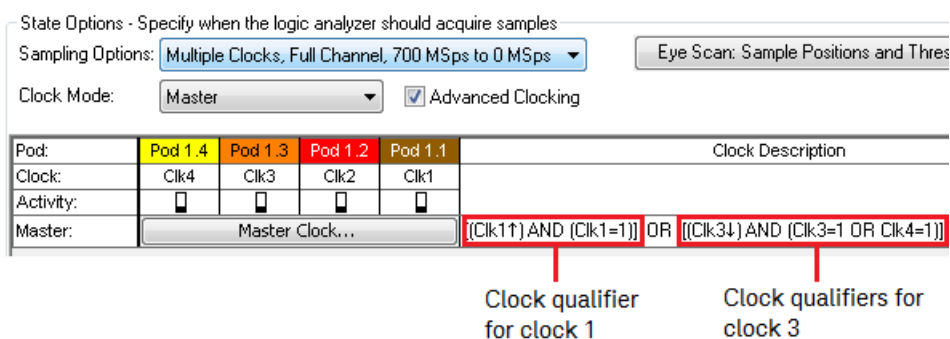 State Options - Specify when the logic analyzer should acquire samples
Sampling Options: Multiple Clocks, Full Channel, 700 MSps to 0 MSps Eye Scan: Sample Positions and Thres
Clock Mode: Master Advanced Clocking
Pod: Pod 1.4 Pod 1.3 Pod 1.2 Pod 1.1 Clock Description
Clock: Clk4 Clk3 Clk2 Clk1
Activity:
Master: Master Clock... [(Clk1↑) AND (Clk1=1)] OR [(Clk3↓) AND (Clk3=1 OR Clk4=1)]
Clock qualifier Clock qualifiers for
for clock 1 clock 3